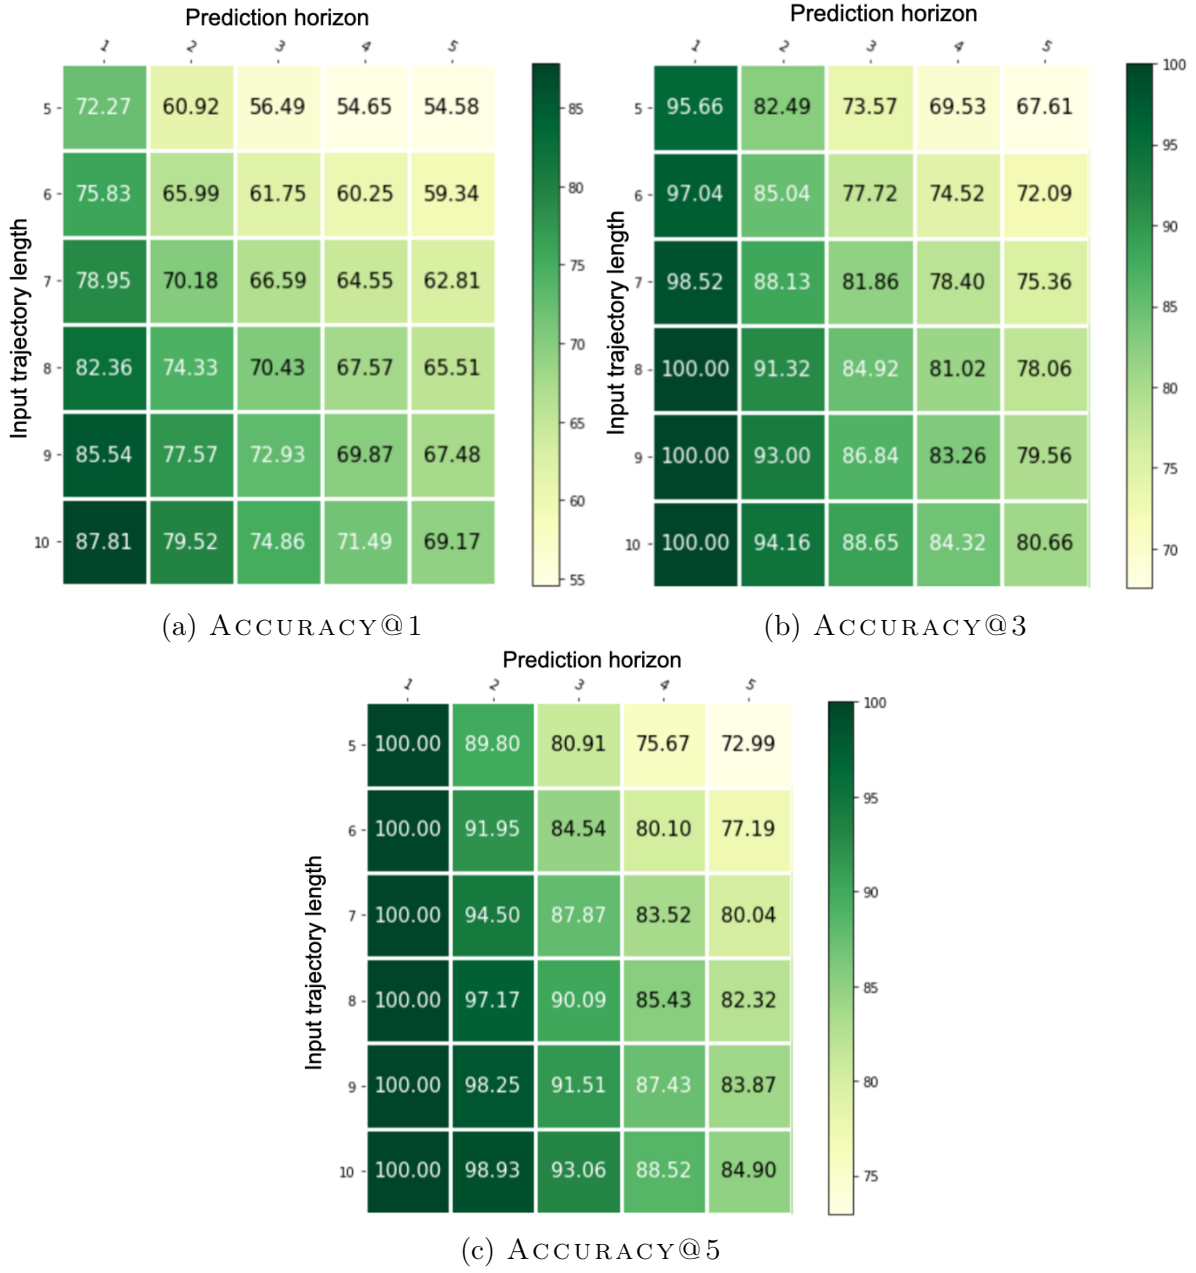 Prediction horizon
1 2 3 4 5
5 72.27 60.92 56.49 54.65 54.58
6 75.83 65.99 61.75 60.25 59.34
7 78.95 70.18 66.59 64.55 62.81
8 82.36 74.33 70.43 67.57 65.51
9 85.54 77.57 72.93 69.87 67.48
10 87.81 79.52 74.86 71.49 69.17
Input trajectory length
85
80
75
70
65
60
55
(a) ACCURACY@1
Prediction horizon
1 2 3 4 5
5 95.66 82.49 73.57 69.53 67.61
6 97.04 85.04 77.72 74.52 72.09
7 98.52 88.13 81.86 78.40 75.36
8 100.00 91.32 84.92 81.02 78.06
9 100.00 93.00 86.84 83.26 79.56
10 100.00 94.16 88.65 84.32 80.66
Input trajectory length
100
95
90
85
80
75
70
(b) ACCURACY@3
Prediction horizon
1 2 3 4 5
5 100.00 89.80 80.91 75.67 72.99
6 100.00 91.95 84.54 80.10 77.19
7 100.00 94.50 87.87 83.52 80.04
8 100.00 97.17 90.09 85.43 82.32
9 100.00 98.25 91.51 87.43 83.87
10 100.00 98.93 93.06 88.52 84.90
Input trajectory length
100
95
90
85
80
75
(c) ACCURACY@5